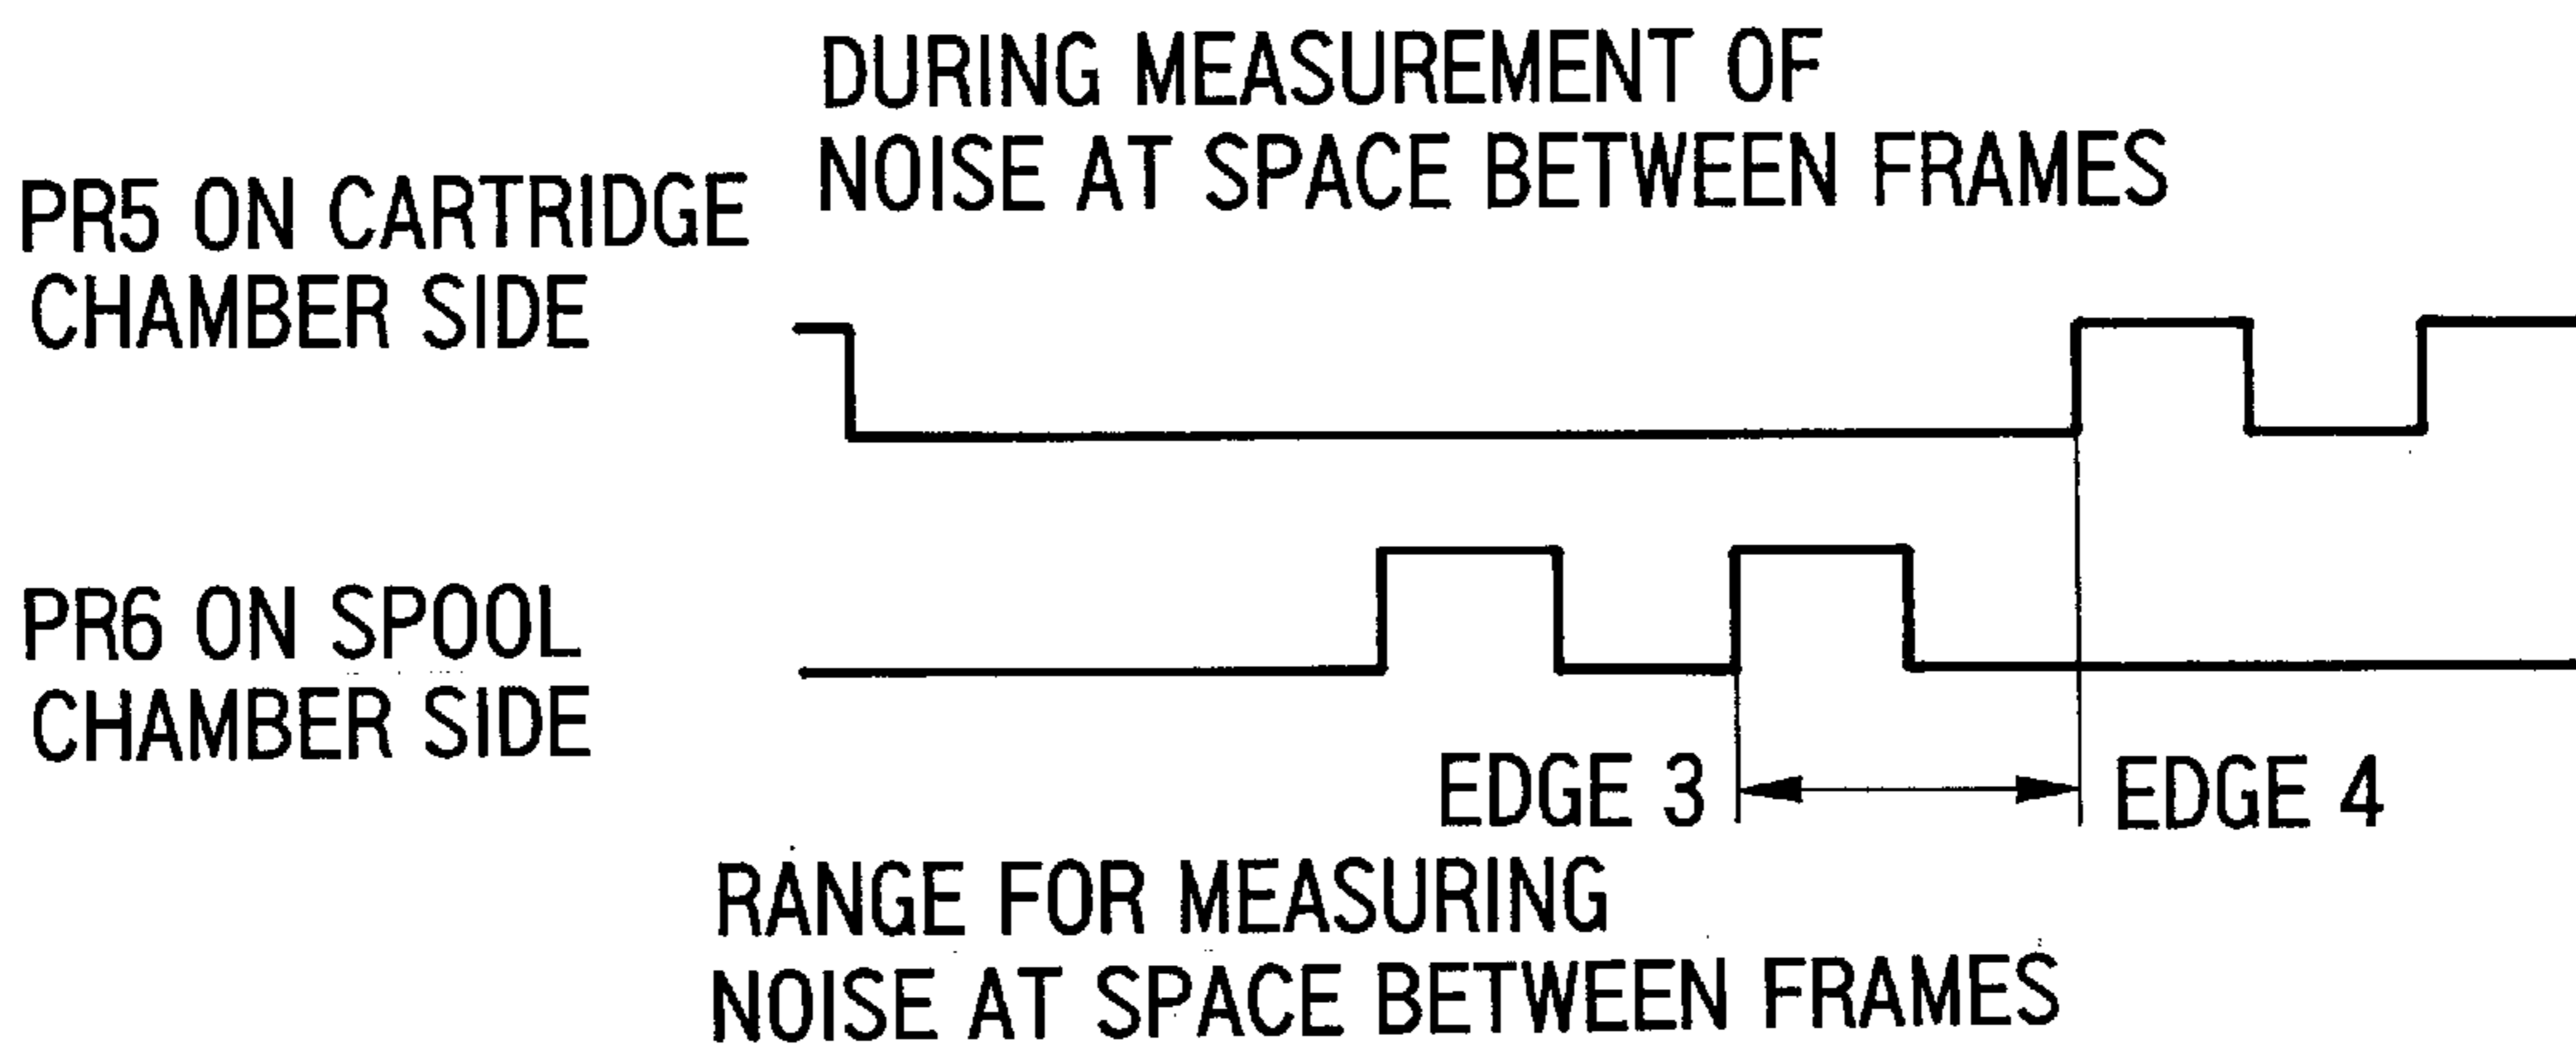 DURING MEASUREMENT OF
NOISE AT SPACE BETWEEN FRAMES
PR5 ON CARTRIDGE
CHAMBER SIDE
PR6 ON SPOOL
CHAMBER SIDE
EDGE 3
EDGE 4
RANGE FOR MEASURING
NOISE AT SPACE BETWEEN FRAMES